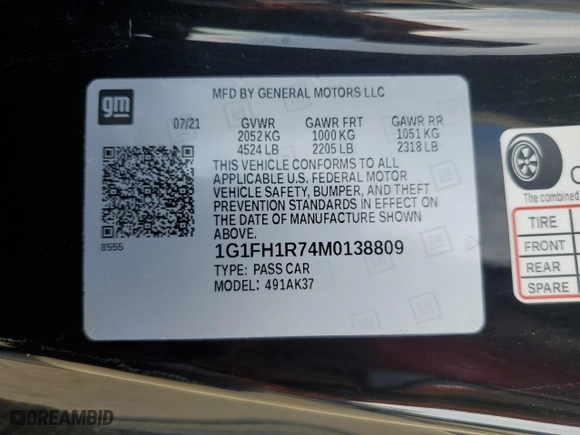 gm
MFD BY GENERAL MOTORS LLC
07/21 GVWR GAWR FRT GAWR RR
2052 KG 1000 KG 1051 KG
4524 LB 2205 LB 2318 LB
THIS VEHICLE CONFORMS TO ALL
APPLICABLE U.S. FEDERAL MOTOR
VEHICLE SAFETY, BUMPER, AND THEFT
PREVENTION STANDARDS IN EFFECT ON
THE DATE OF MANUFACTURE SHOWN
ABOVE.
8555
1G1FH1R74M0138809
TYPE: PASS CAR
MODEL: 491AK37
The combined
TIRE
FRONT
REAR
SPARE
DREAMBID